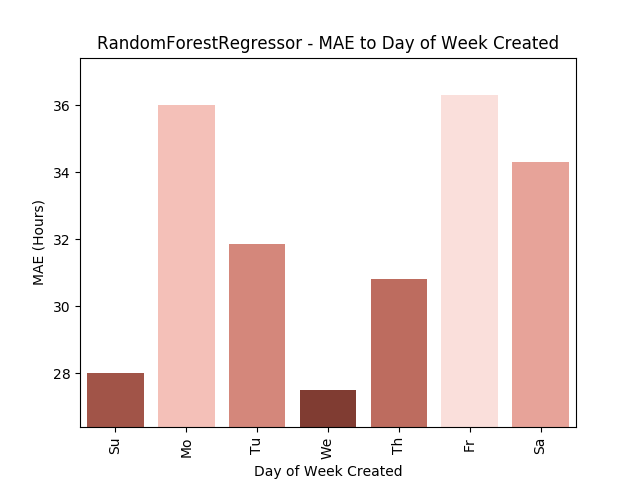 RandomForestRegressor - MAE to Day of Week Created
MAE (Hours)
36
34
32
30
28
Su
Mo
Tu
We
Th
Fr
Sa
Day of Week Created